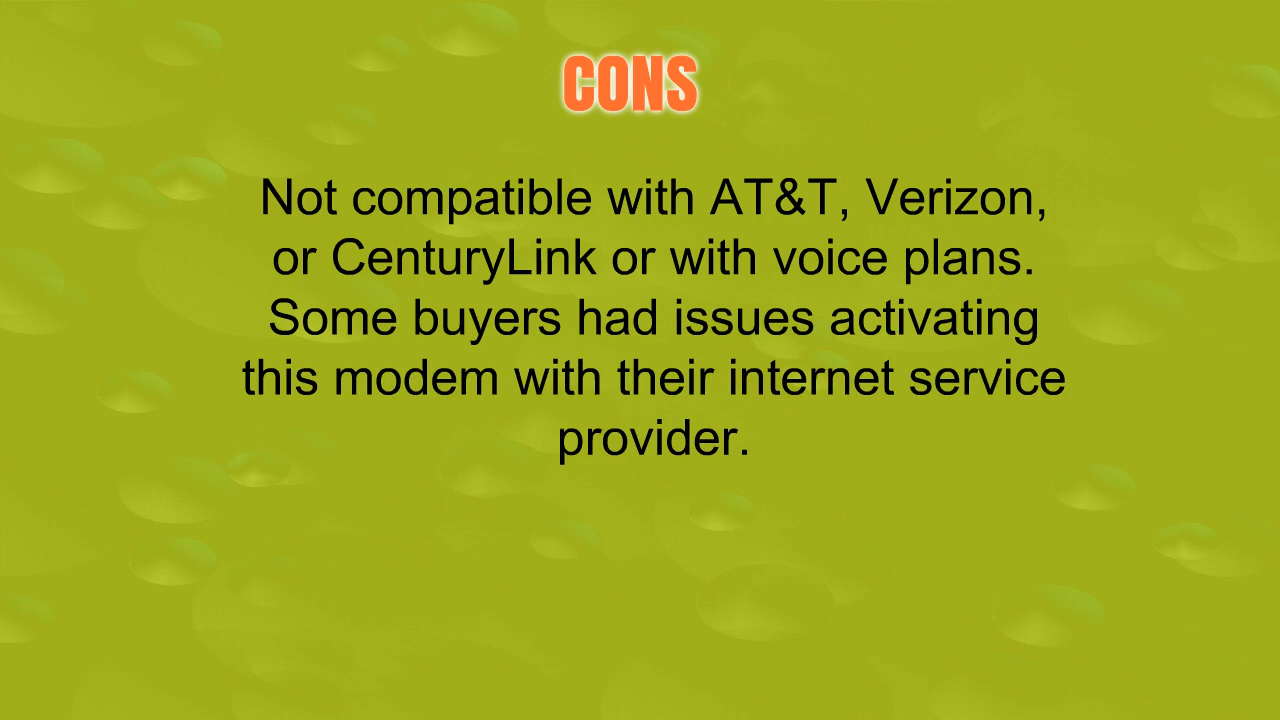 CONS
Not compatible with AT&T, Verizon,
or CenturyLink or with voice plans.
Some buyers had issues activating
this modem with their internet service
provider.